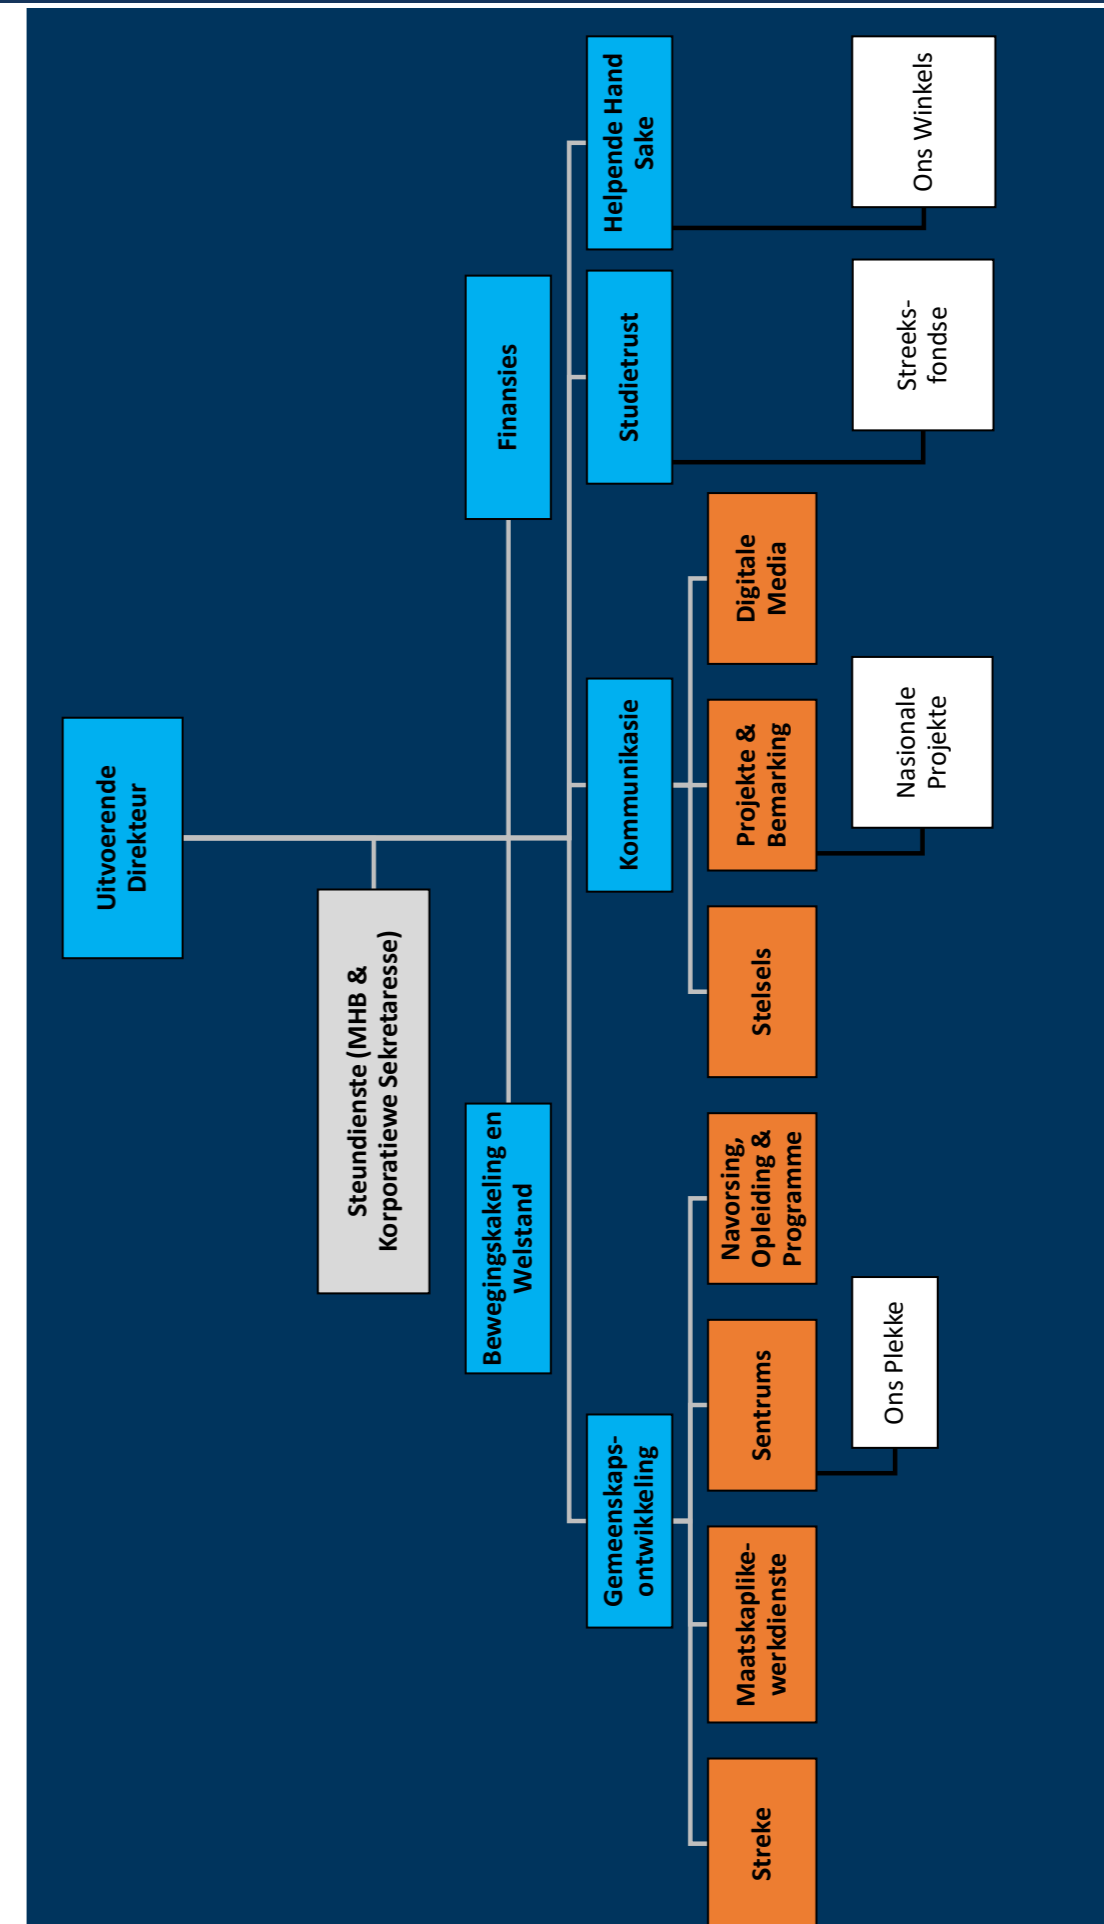 Uitvoerende
Direkteur
Steundienste (MHB &
Korporatiewe Sekretaresse)
Bewegingskakeling en
Welstand
Finansies
Gemeenskaps-
ontwikkeling
Kommunikasie
Studietrust
Helpende Hand
Sake
Streke
Maatskaplike-
werkdienste
Sentrums
Navorsing,
Opleiding &
Programme
Stelsels
Projekte &
Bemarking
Digitale
Media
Ons Plekke
Nasionale
Projekte
Streeks-
fondse
Ons Winkels